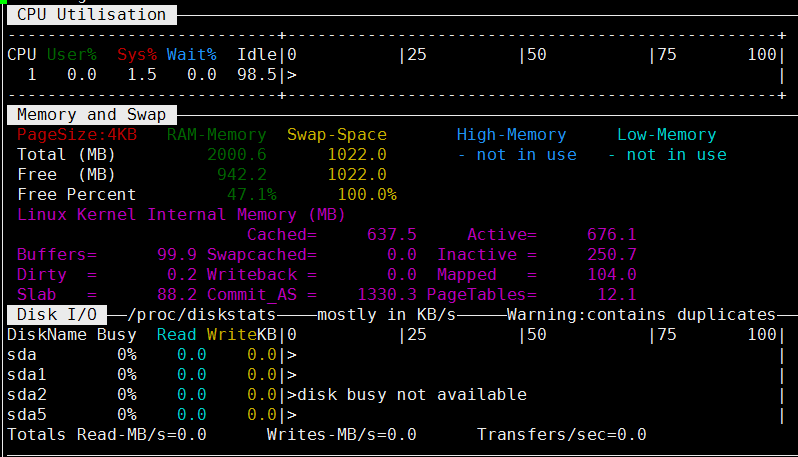 CPU Utilisation
---------------------------+-------------------------------------------------+
CPU User%  Sys% Wait%  Idle|0          |25         |50         |75       100|
  1   0.0   1.5   0.0  98.5|>                                                |
---------------------------+-------------------------------------------------+
Memory and Swap
 PageSize:4KB   RAM-Memory  Swap-Space       High-Memory     Low-Memory
 Total (MB)         2000.6      1022.0       - not in use   - not in use
 Free  (MB)          942.2      1022.0
 Free Percent         47.1%      100.0%
 Linux Kernel Internal Memory (MB)
                        Cached=     637.5     Active=     676.1
 Buffers=      99.9 Swapcached=       0.0  Inactive =     250.7
 Dirty  =       0.2 Writeback =       0.0  Mapped   =     104.0
 Slab   =      88.2 Commit_AS =    1330.3 PageTables=      12.1
Disk I/O /proc/diskstats mostly in KB/s Warning:contains duplicates
DiskName Busy  Read  WriteKB|0          |25         |50         |75       100|
sda        0%    0.0    0.0|>                                                |
sda1       0%    0.0    0.0|>                                                |
sda2       0%    0.0    0.0|>disk busy not available                         |
sda5       0%    0.0    0.0|>                                                |
Totals Read-MB/s=0.0      Writes-MB/s=0.0      Transfers/sec=0.0